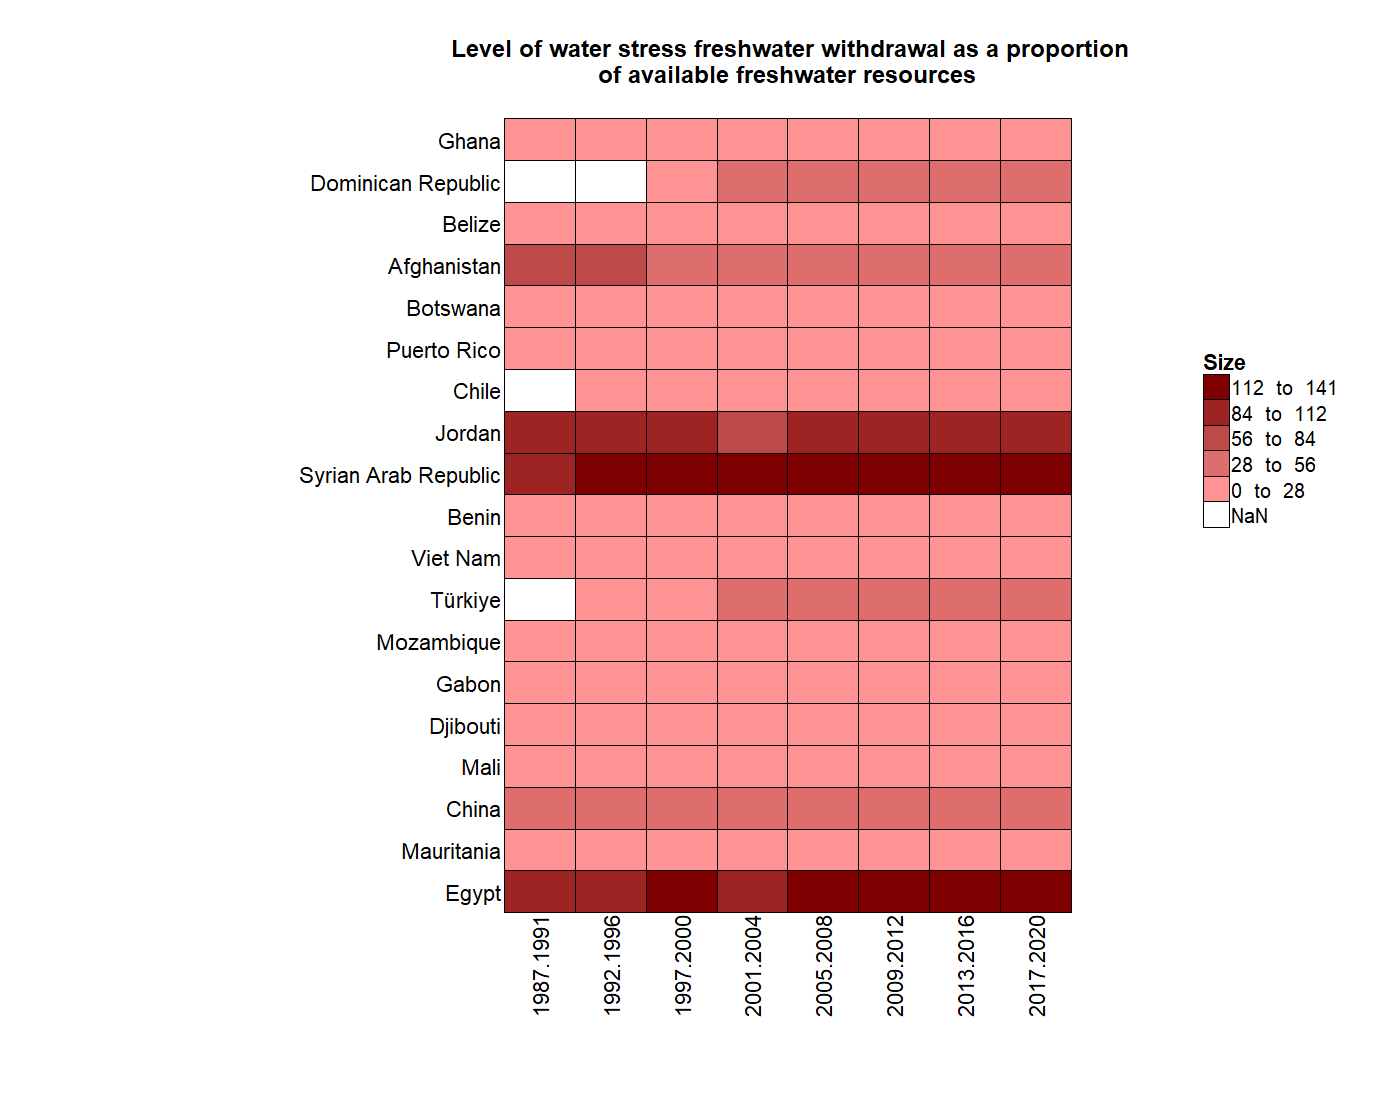 Level of water stress freshwater withdrawal as a proportion
of available freshwater resources
Ghana
Dominican Republic
Belize
Afghanistan
Botswana
Puerto Rico
Chile
Jordan
Syrian Arab Republic
Benin
Viet Nam
Türkiye
Mozambique
Gabon
Djibouti
Mali
China
Mauritania
Egypt
1987.1991
1992.1996
1997.2000
2001.2004
2005.2008
2009.2012
2013.2016
2017.2020
Size
112 to 141
84 to 112
56 to 84
28 to 56
0 to 28
NaN